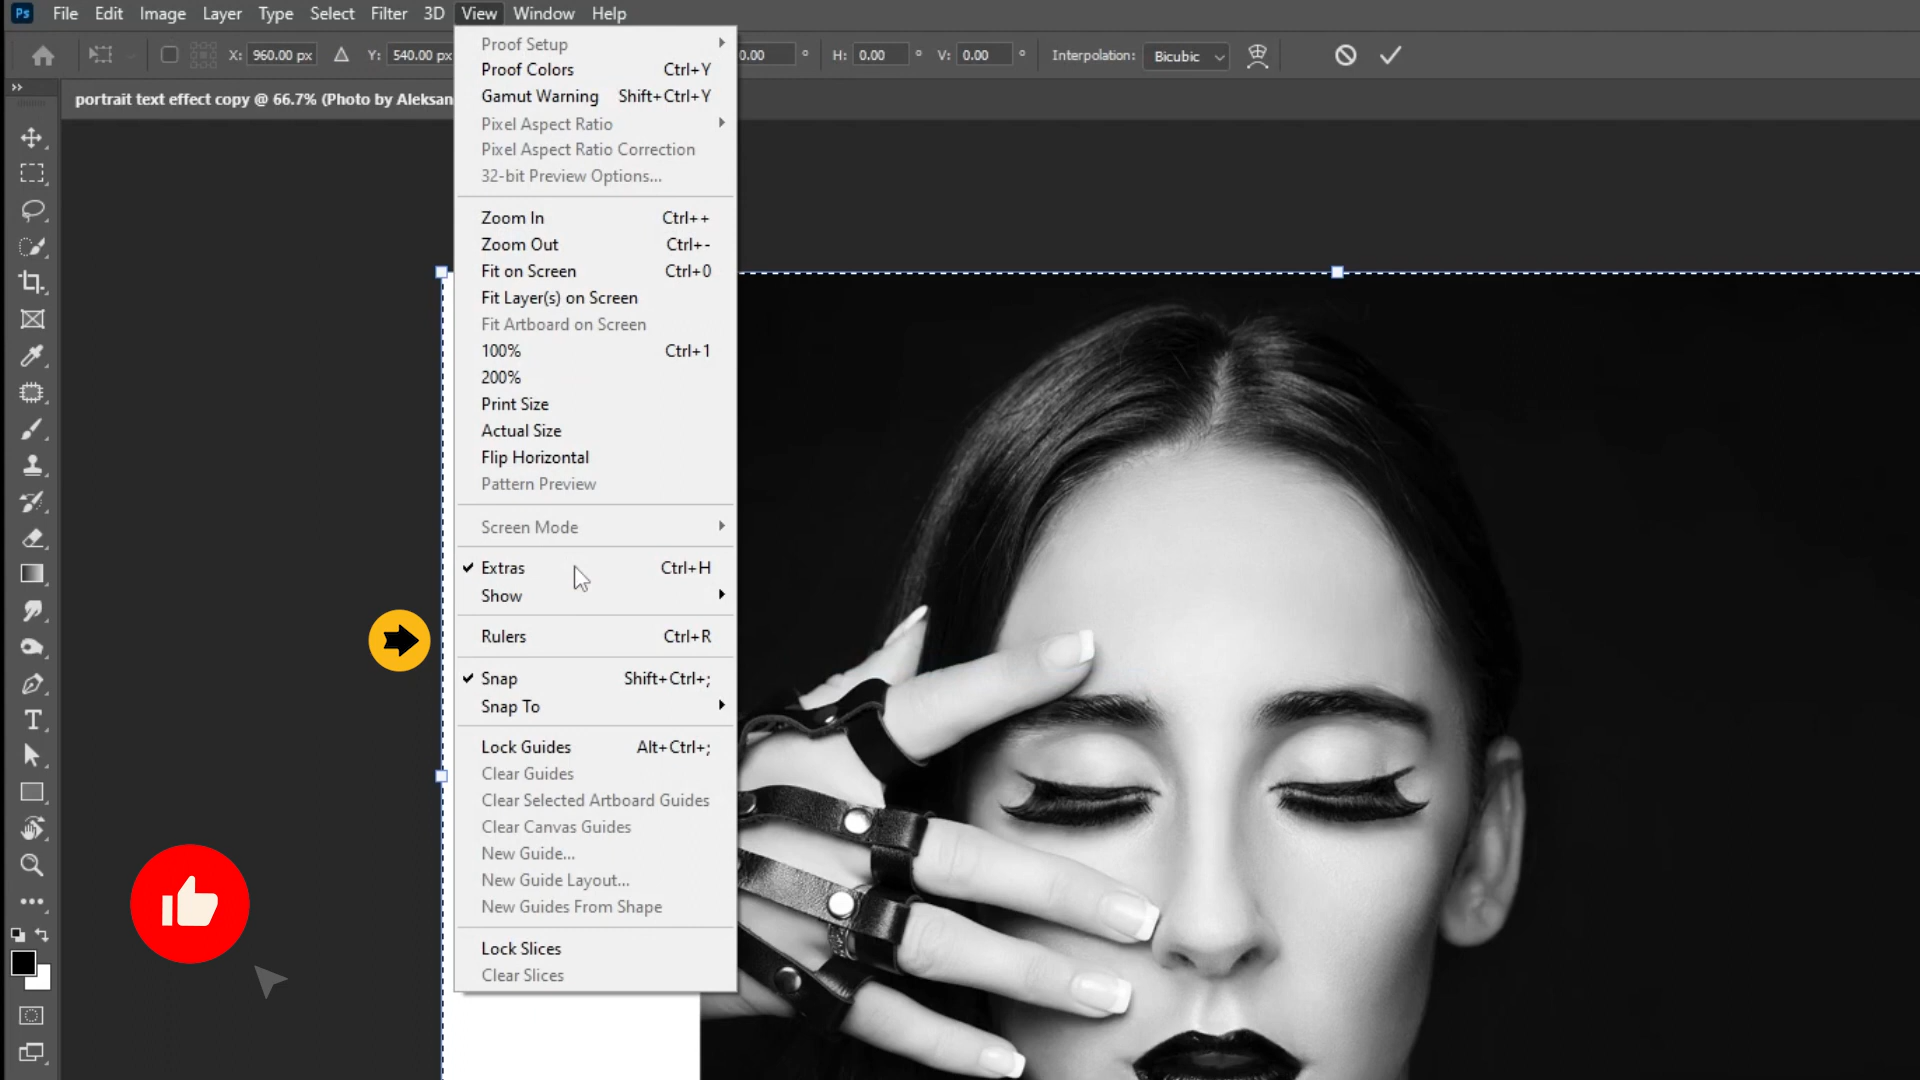 Ps File Edit Image Layer Type Select Filter 3D View Window Help
X: 960.00 px Y: 540.00 px 0.00 ° H: 0.00 ° V: 0.00 ° Interpolation: Bicubic
portrait text effect copy @ 66.7% (Photo by Aleksan
Proof Setup
Proof Colors Ctrl+Y
Gamut Warning Shift+Ctrl+Y
Pixel Aspect Ratio
Pixel Aspect Ratio Correction
32-bit Preview Options...
Zoom In Ctrl++
Zoom Out Ctrl+-
Fit on Screen Ctrl+0
Fit Layer(s) on Screen
Fit Artboard on Screen
100% Ctrl+1
200%
Print Size
Actual Size
Flip Horizontal
Pattern Preview
Screen Mode
Extras Ctrl+H
Show
Rulers Ctrl+R
Snap Shift+Ctrl+;
Snap To
Lock Guides Alt+Ctrl+;
Clear Guides
Clear Selected Artboard Guides
Clear Canvas Guides
New Guide...
New Guide Layout...
New Guides From Shape
Lock Slices
Clear Slices